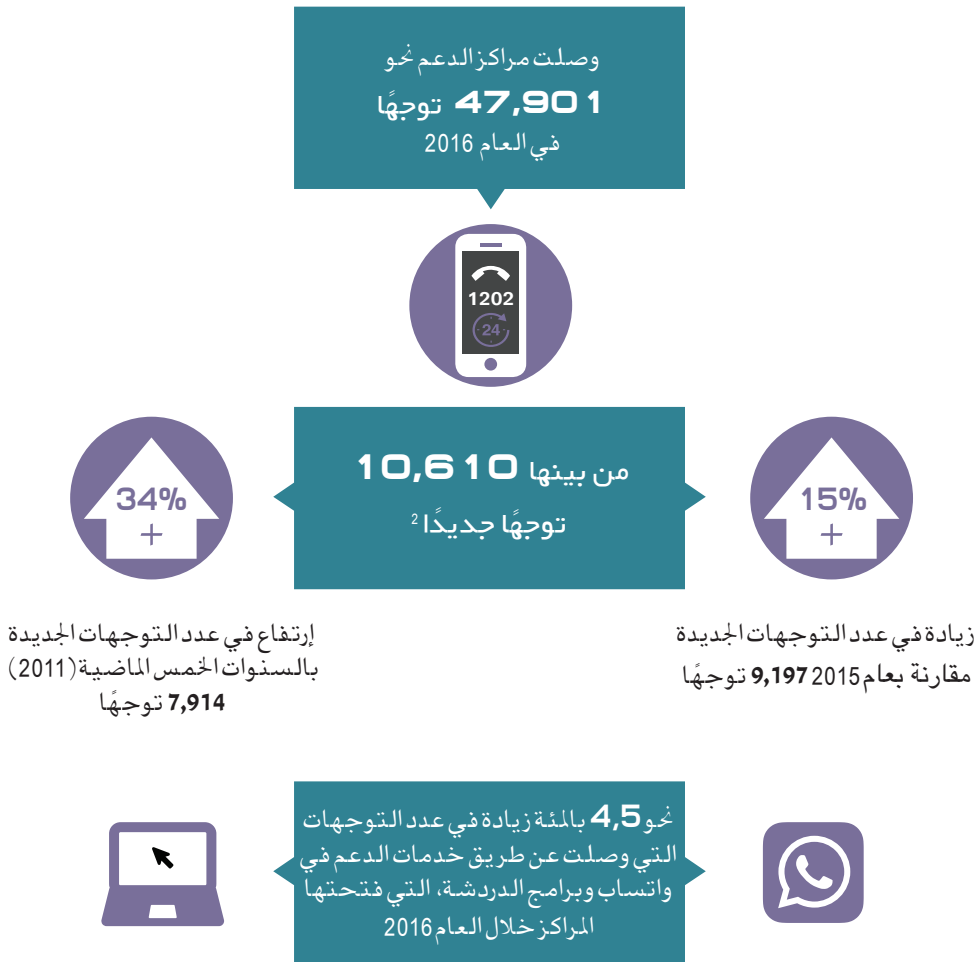 وصلت مراكز الدعم نحو
47,901 توجهًا
في العام 2016
1202
24
من بينها 10,610
توجهًا جديدًا 2
15%
+
زيادة في عدد التوجهات الجديدة
مقارنة بعام 2015 9,197 توجهًا
34%
+
إرتفاع في عدد التوجهات الجديدة
بالسنوات الخمس الماضية (2011)
7,914 توجهًا
نحو 4,5 بالمئة زيادة في عدد التوجهات
التي وصلت عن طريق خدمات الدعم في
واتساب وبرامج الدردشة، التي فتحتها
المراكز خلال العام 2016